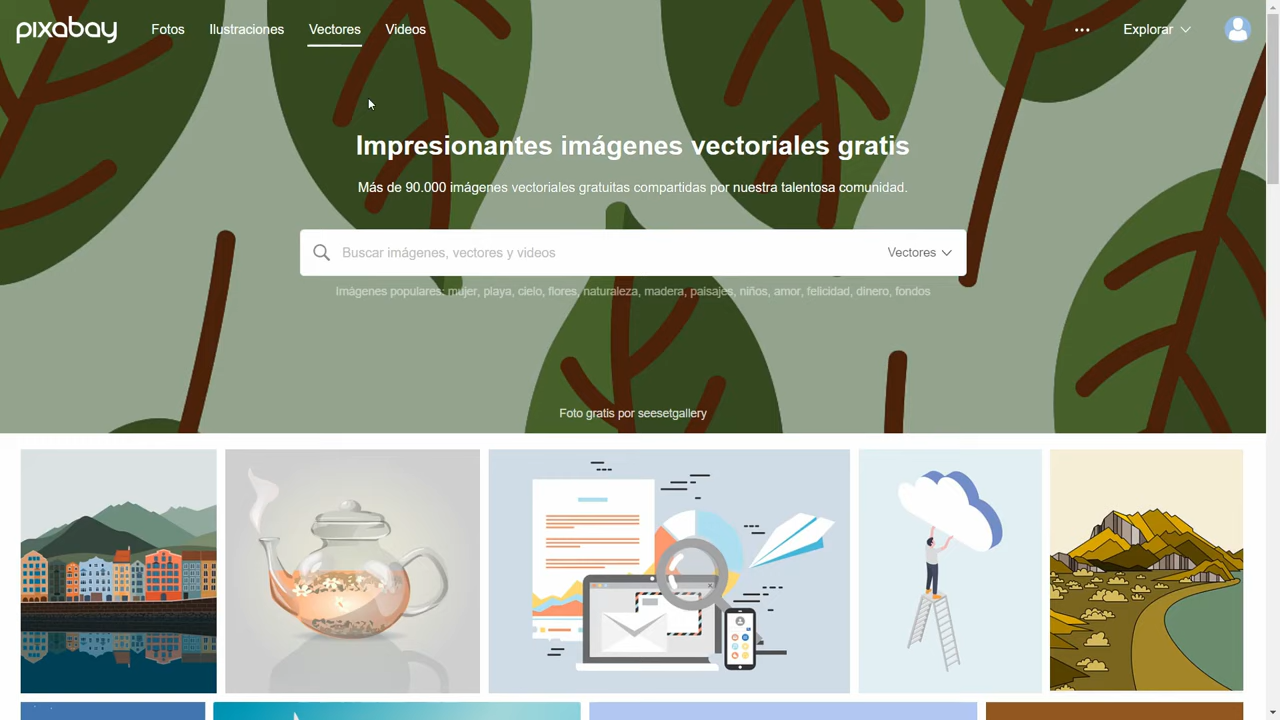 pixabay Fotos Ilustraciones Vectores Videos ... Explorar
Impresionantes imágenes vectoriales gratis
Más de 90.000 imágenes vectoriales gratuitas compartidas por nuestra talentosa comunidad.
Buscar imágenes, vectores y videos Vectores
Imágenes populares: mujer, playa, cielo, flores, naturaleza, madera, paisajes, niños, amor, felicidad, dinero, fondos
Foto gratis por seesetgallery